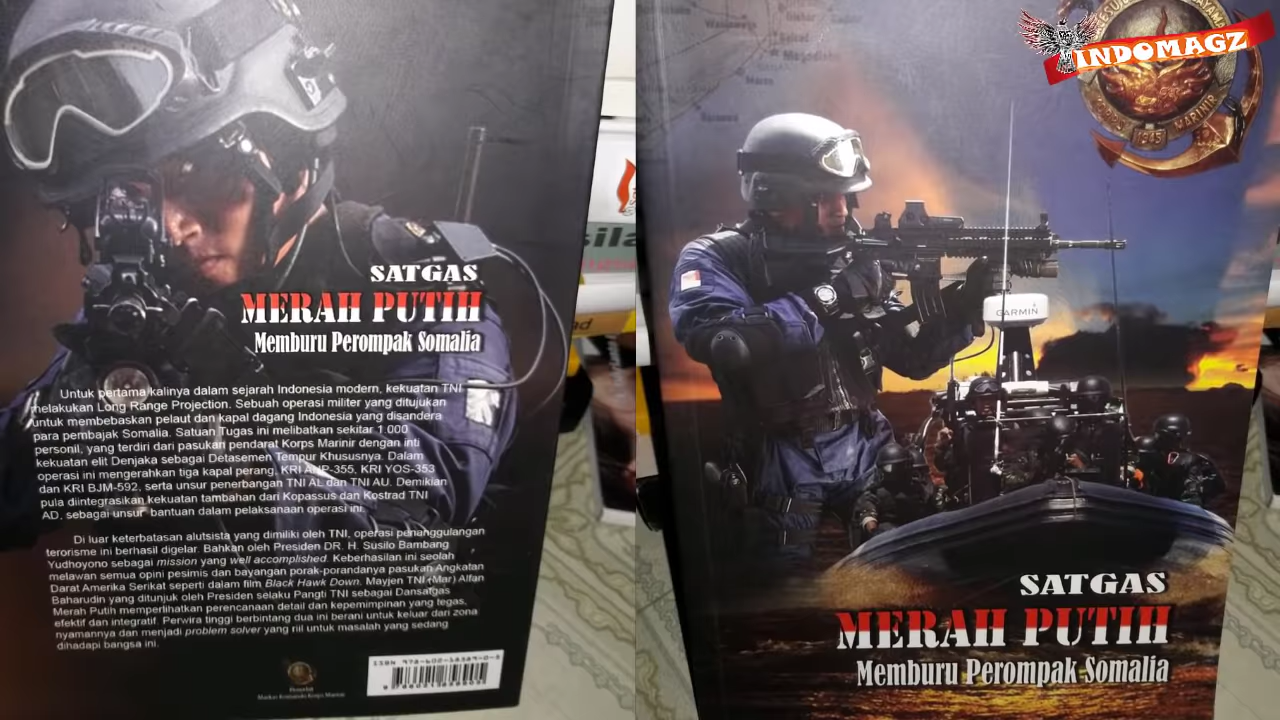 SATGAS
MERAH PUTIH
Memburu Perompak Somalia
Untuk pertama kalinya dalam sejarah Indonesia modern, kekuatan TNI
melakukan Long Range Projection. Sebuah operasi militer yang ditujukan
untuk membebaskan pelaut dan kapal dagang Indonesia yang disandera
para pembajak Somalia. Satuan Tugas ini melibatkan sekitar 1.000
personil, yang terdiri dari pasukan pendarat Korps Marinir dengan inti
kekuatan elit Denjaka sebagai Detasemen Tempur Khususnya. Dalam
operasi ini mengerahkan tiga kapal perang, KRI AHP-355, KRI YOS-353
dan KRI BJM-592, serta unsur penerbangan TNI AL dan TNI AU. Demikian
pula diintegrasikan kekuatan tambahan dari Kopassus dan Kostrad TNI
AD, sebagai unsur bantuan dalam pelaksanaan operasi ini.
Di luar keterbatasan alutsista yang dimiliki oleh TNI, operasi penanggulangan
terorisme ini berhasil digelar. Bahkan oleh Presiden DR. H. Susilo Bambang
Yudhoyono sebagai mission yang well accomplished. Keberhasilan ini seolah
melawan semua opini pesimis dan bayangan porak-porandanya pasukan Angkatan
Darat Amerika Serikat seperti dalam film Black Hawk Down. Mayjen TNI (Mar) Alfan
Baharudin yang ditunjuk oleh Presiden selaku Pangti TNI sebagai Dansatgas
Merah Putih memperlihatkan perencanaan detail dan kepemimpinan yang tegas,
efektif dan integratif. Perwira tinggi berbintang dua ini berani untuk keluar dari zona
nyamannya dan menjadi problem solver yang riil untuk masalah yang sedang
dihadapi bangsa ini.
Penerbit
Markas Komando Korps Marinir
ISBN
INDOMAGZ
KORPS MARINIR
1945
GARMIN
SATGAS
MERAH PUTIH
Memburu Perompak Somalia